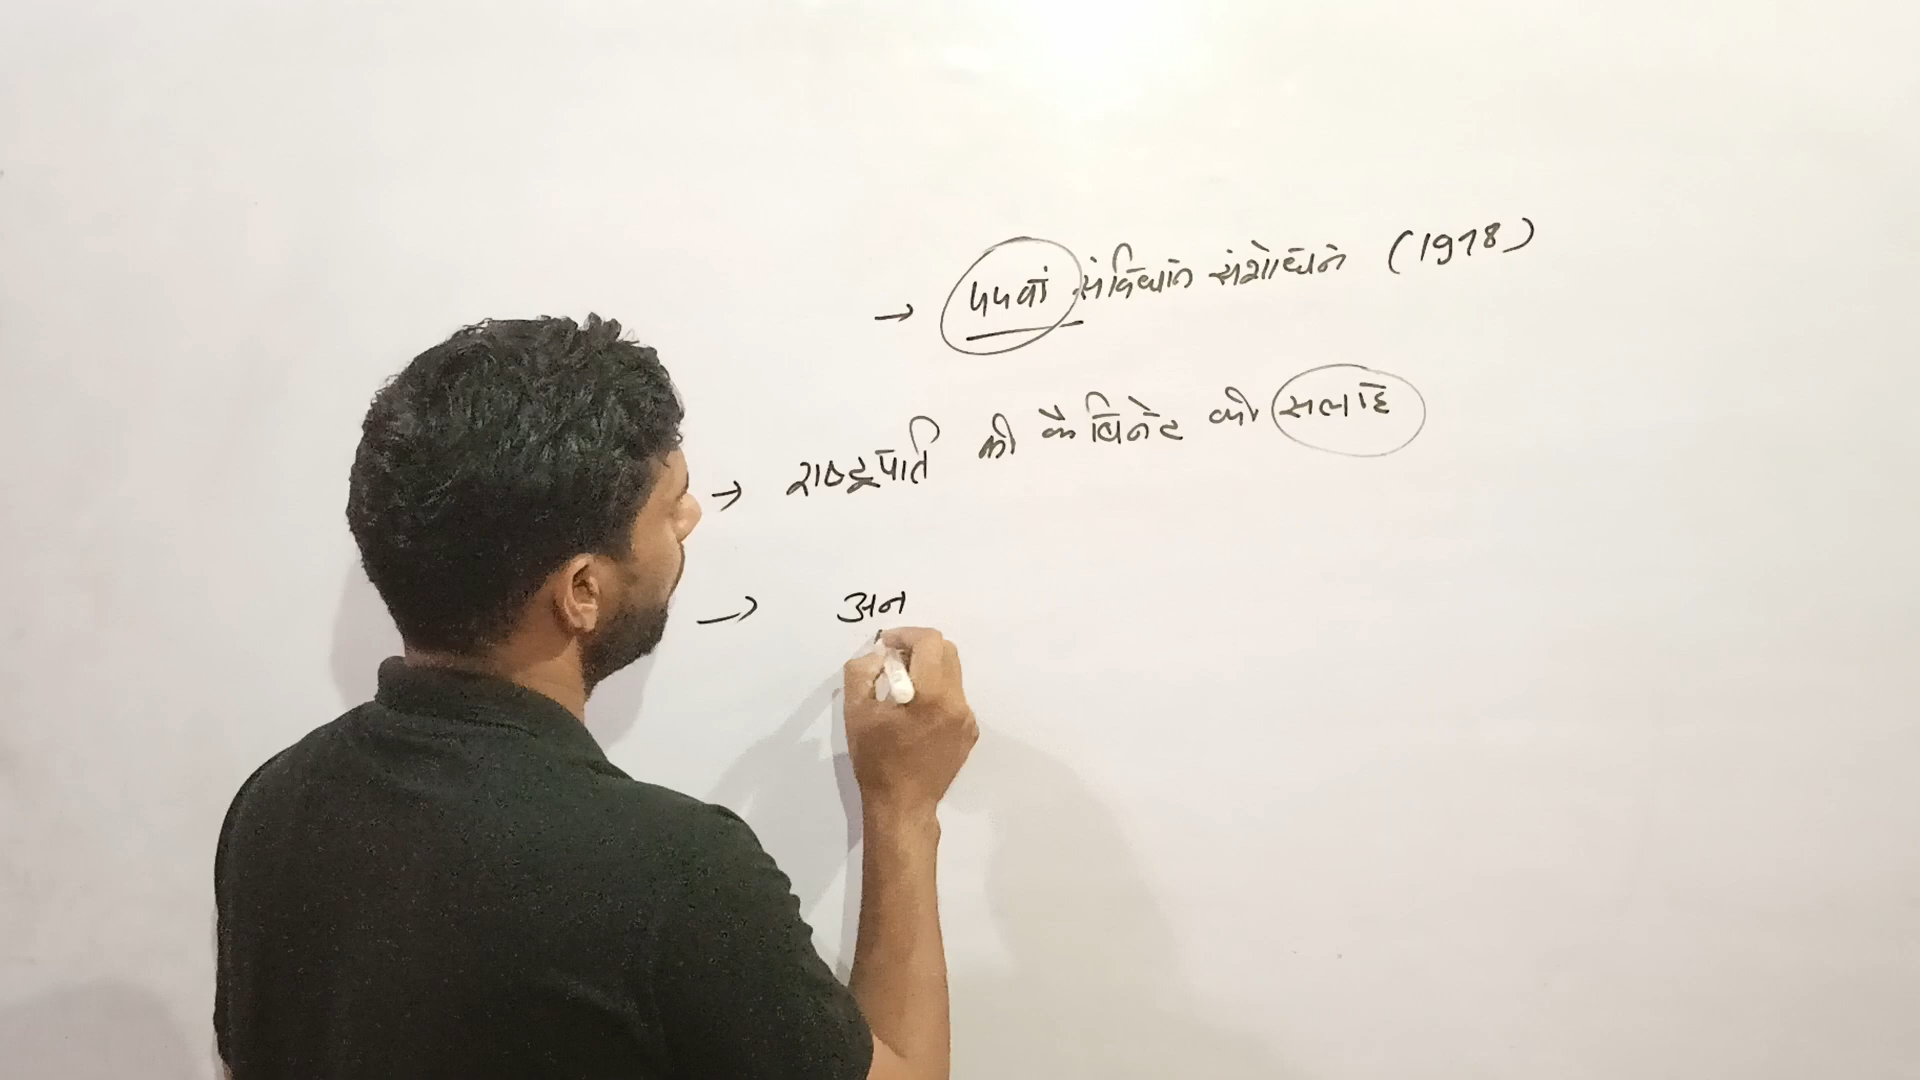 → 44वां संविधान संशोधन (1978)
→ राष्ट्रपति को कैबिनेट की सलाह
→ अन